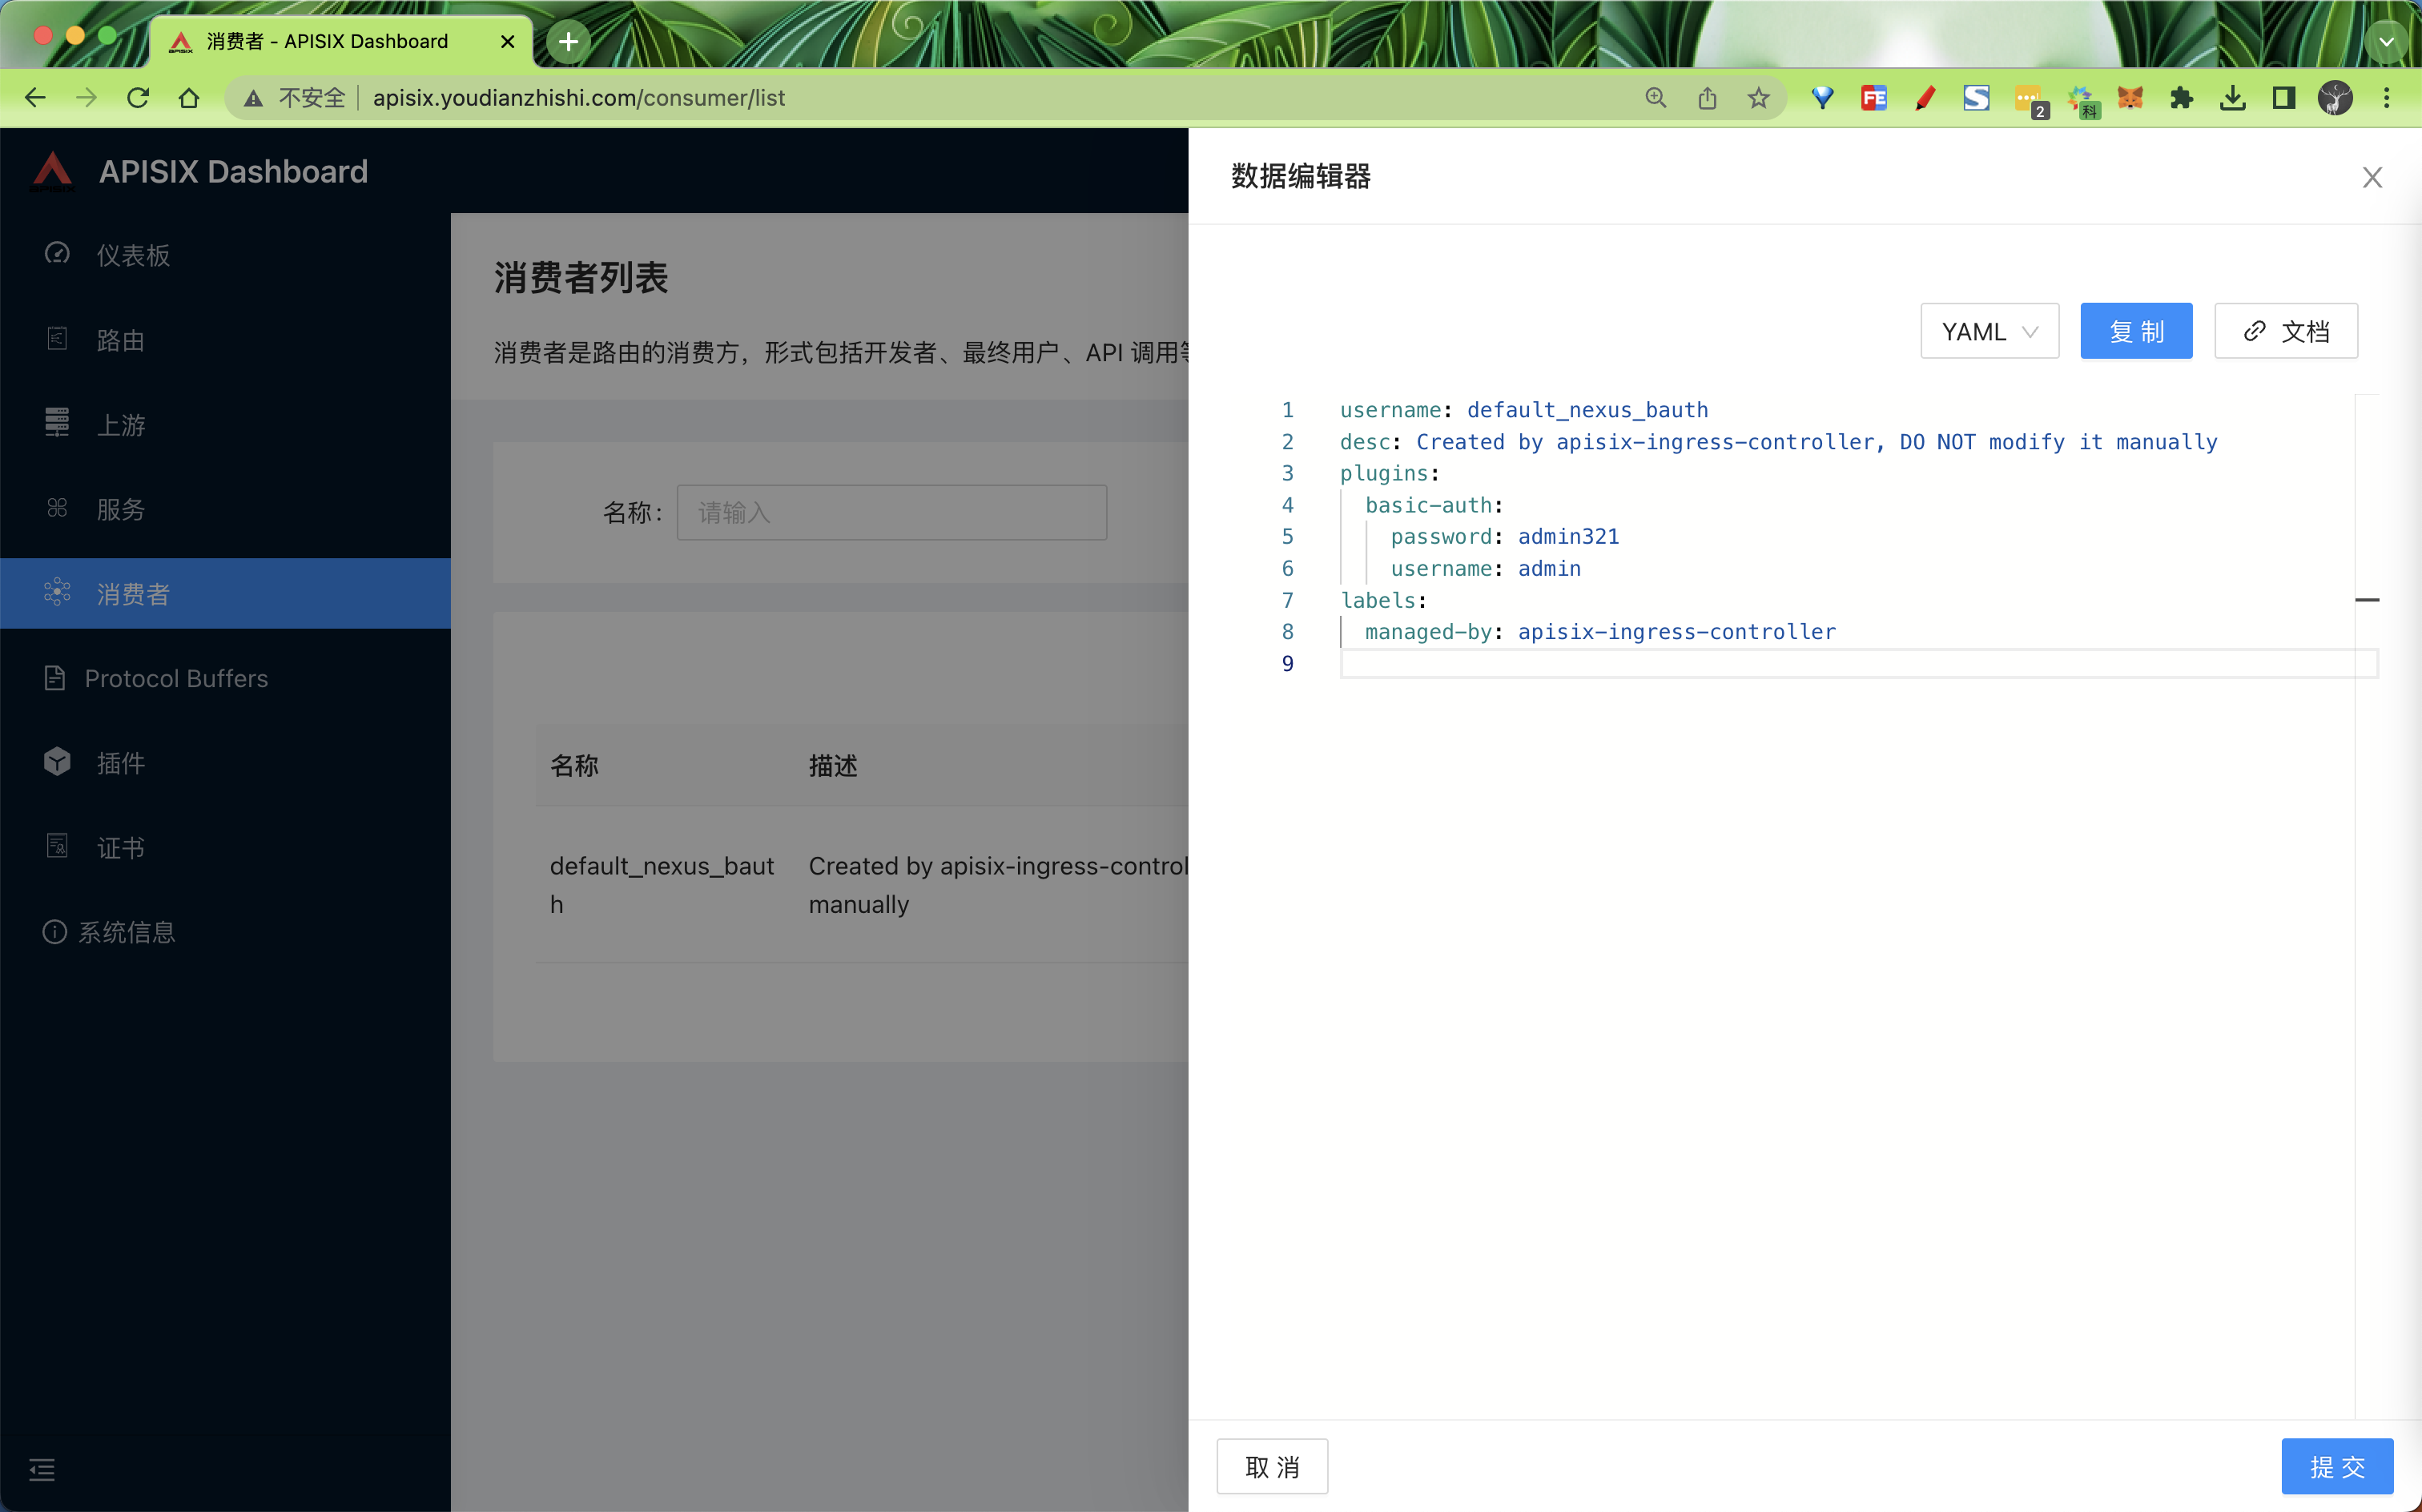 消费者 - APISIX Dashboard
不安全 apisix.youdianzhishi.com/consumer/list
FE
2
科
APISIX Dashboard
仪表板
路由
上游
服务
消费者
Protocol Buffers
插件
证书
系统信息
消费者列表
消费者是路由的消费方，形式包括开发者、最终用户、API 调用
名称：
请输入
名称 描述
default_nexus_baut
h
Created by apisix-ingress-control
manually
数据编辑器
YAML
复 制
文档
1 username: default_nexus_bauth
2 desc: Created by apisix-ingress-controller, DO NOT modify it manually
3 plugins:
4 basic-auth:
5 password: admin321
6 username: admin
7 labels:
8 managed-by: apisix-ingress-controller
9
取 消
提 交